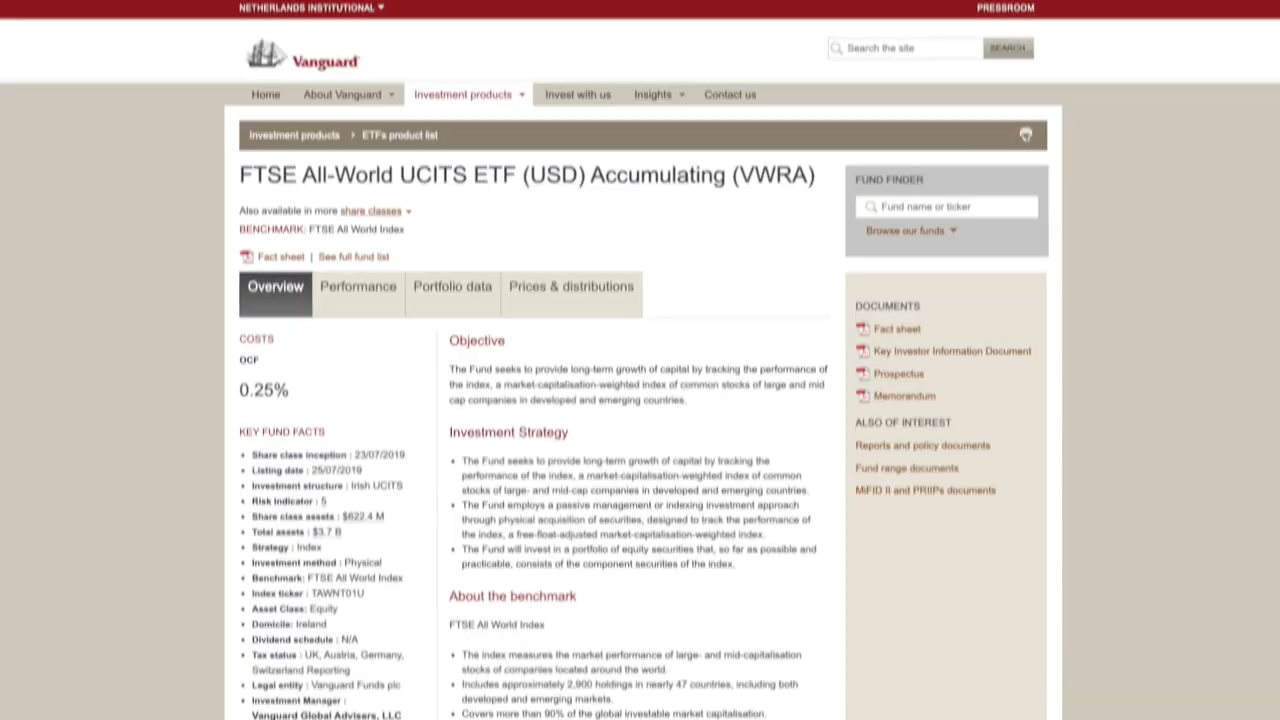 NETHERLANDS INSTITUTIONAL
PRESSROOM
Vanguard
Search the site
SEARCH
Home
About Vanguard
Investment products
Invest with us
Insights
Contact us
Investment products
ETFs product list
FTSE All-World UCITS ETF (USD) Accumulating (VWRA)
Also available in more share classes
BENCHMARK: FTSE All World Index
Fact sheet | See full fund list
Overview
Performance
Portfolio data
Prices & distributions
COSTS
OCF
0.25%
KEY FUND FACTS
Share class inception : 23/07/2019
Listing date : 25/07/2019
Investment structure : Irish UCITS
Risk Indicator : 5
Share class assets : $622.4 M
Total assets : $3.7 B
Strategy : Index
Investment method : Physical
Benchmark: FTSE All World Index
Index ticker : TAWNT01U
Asset Class: Equity
Domicile: Ireland
Dividend schedule : N/A
Tax status : UK, Austria, Germany,
Switzerland Reporting
Legal entity : Vanguard Funds plc
Investment Manager :
Vanguard Global Advisers, LLC
Objective
The Fund seeks to provide long-term growth of capital by tracking the performance of
the index, a market-capitalisation-weighted index of common stocks of large and mid
cap companies in developed and emerging countries.
Investment Strategy
The Fund seeks to provide long-term growth of capital by tracking the
performance of the index, a market-capitalisation-weighted index of common
stocks of large- and mid-cap companies in developed and emerging countries.
The Fund employs a passive management or indexing investment approach
through physical acquisition of securities, designed to track the performance of
the index, a free-float-adjusted market-capitalisation-weighted index.
The Fund will invest in a portfolio of equity securities that, so far as possible and
practicable, consists of the component securities of the index.
About the benchmark
FTSE All World Index
The index measures the market performance of large- and mid-capitalisation
stocks of companies located around the world.
Includes approximately 2,900 holdings in nearly 47 countries, including both
developed and emerging markets.
Covers more than 90% of the global investable market capitalisation.
FUND FINDER
Fund name or ticker
Browse our funds
DOCUMENTS
Fact sheet
Key Investor Information Document
Prospectus
Memorandum
ALSO OF INTEREST
Reports and policy documents
Fund range documents
MiFID II and PRIIPs documents